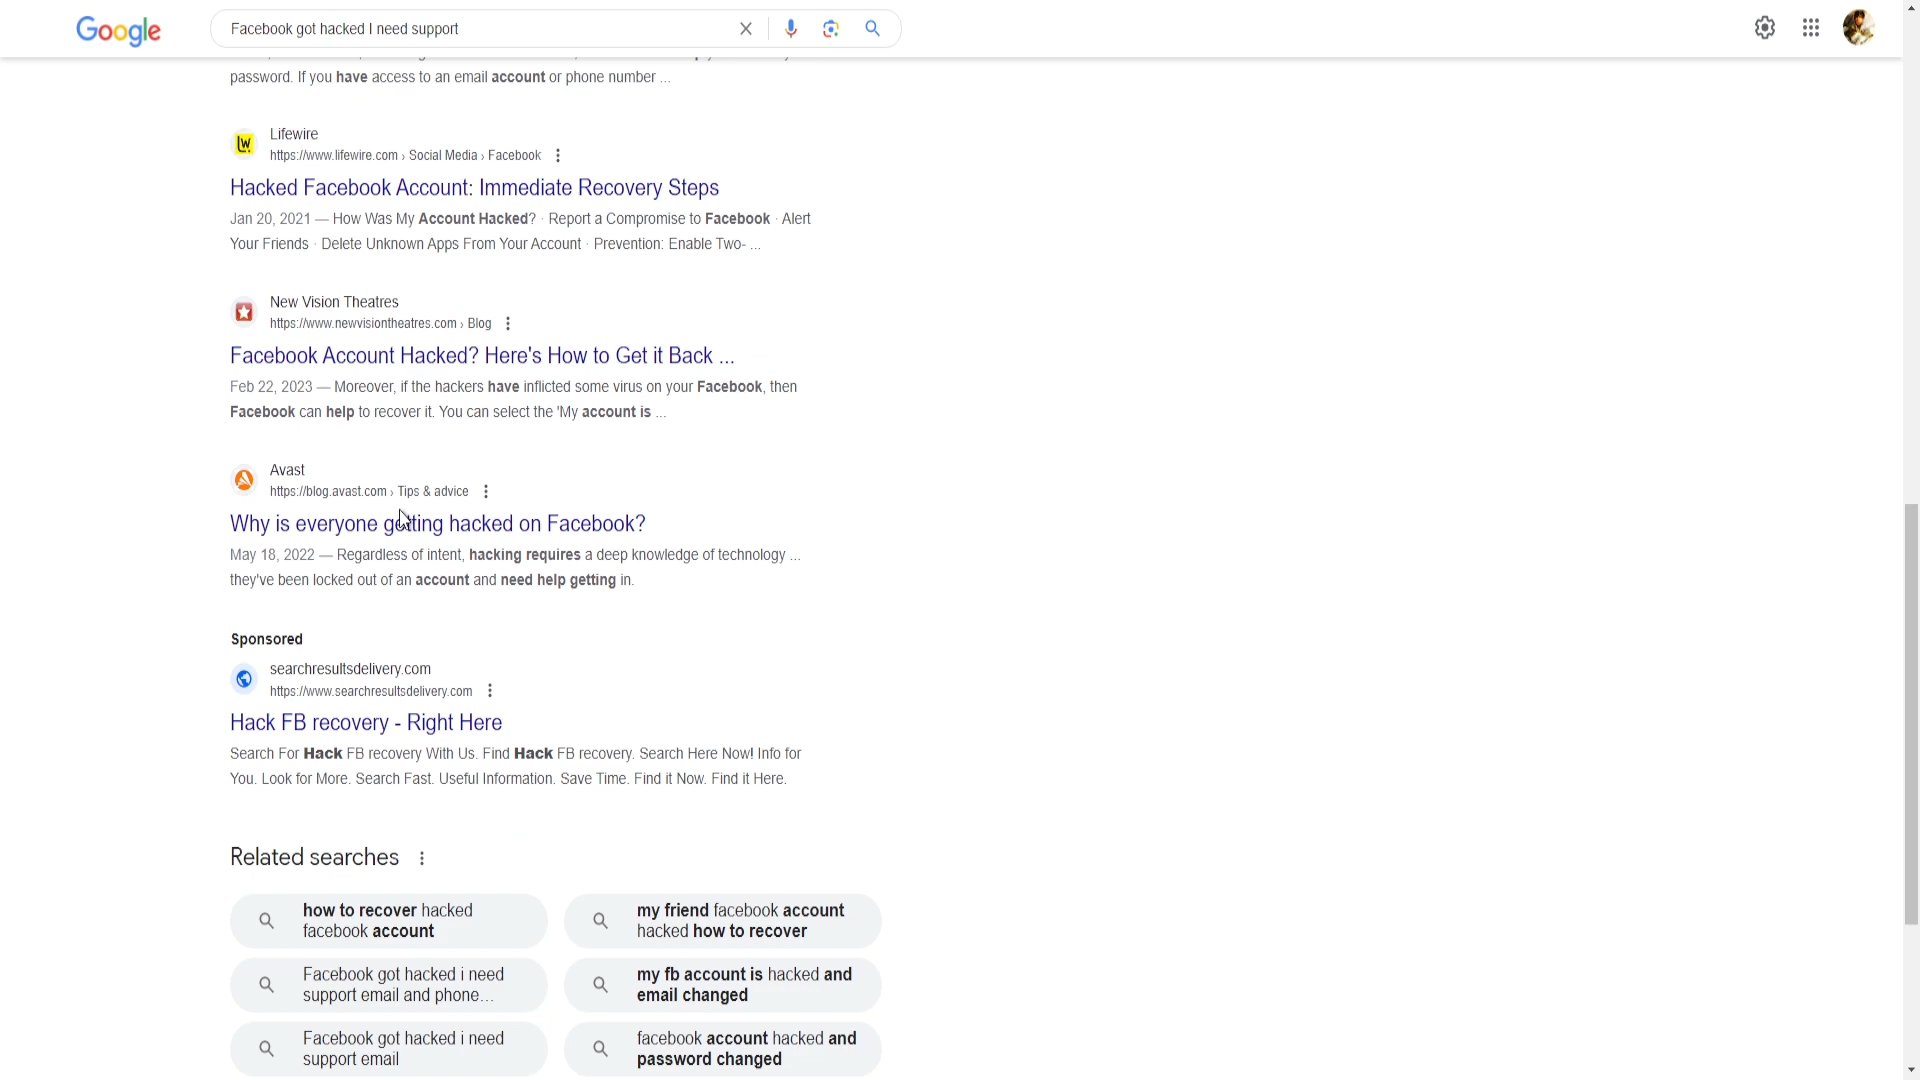 Google
Facebook got hacked I need support
password. If you have access to an email account or phone number ...
Lifewire
https://www.lifewire.com › Social Media › Facebook
Hacked Facebook Account: Immediate Recovery Steps
Jan 20, 2021 — How Was My Account Hacked? · Report a Compromise to Facebook · Alert
Your Friends · Delete Unknown Apps From Your Account · Prevention: Enable Two- ...
New Vision Theatres
https://www.newvisiontheatres.com › Blog
Facebook Account Hacked? Here's How to Get it Back ...
Feb 22, 2023 — Moreover, if the hackers have inflicted some virus on your Facebook, then
Facebook can help to recover it. You can select the 'My account is ...
Avast
https://blog.avast.com › Tips & advice
Why is everyone getting hacked on Facebook?
May 18, 2022 — Regardless of intent, hacking requires a deep knowledge of technology ...
they've been locked out of an account and need help getting in.
Sponsored
searchresultsdelivery.com
https://www.searchresultsdelivery.com
Hack FB recovery - Right Here
Search For Hack FB recovery With Us. Find Hack FB recovery. Search Here Now! Info for
You. Look for More. Search Fast. Useful Information. Save Time. Find it Now. Find it Here.
Related searches
how to recover hacked
facebook account
my friend facebook account
hacked how to recover
Facebook got hacked i need
support email and phone...
my fb account is hacked and
email changed
Facebook got hacked i need
support email
facebook account hacked and
password changed